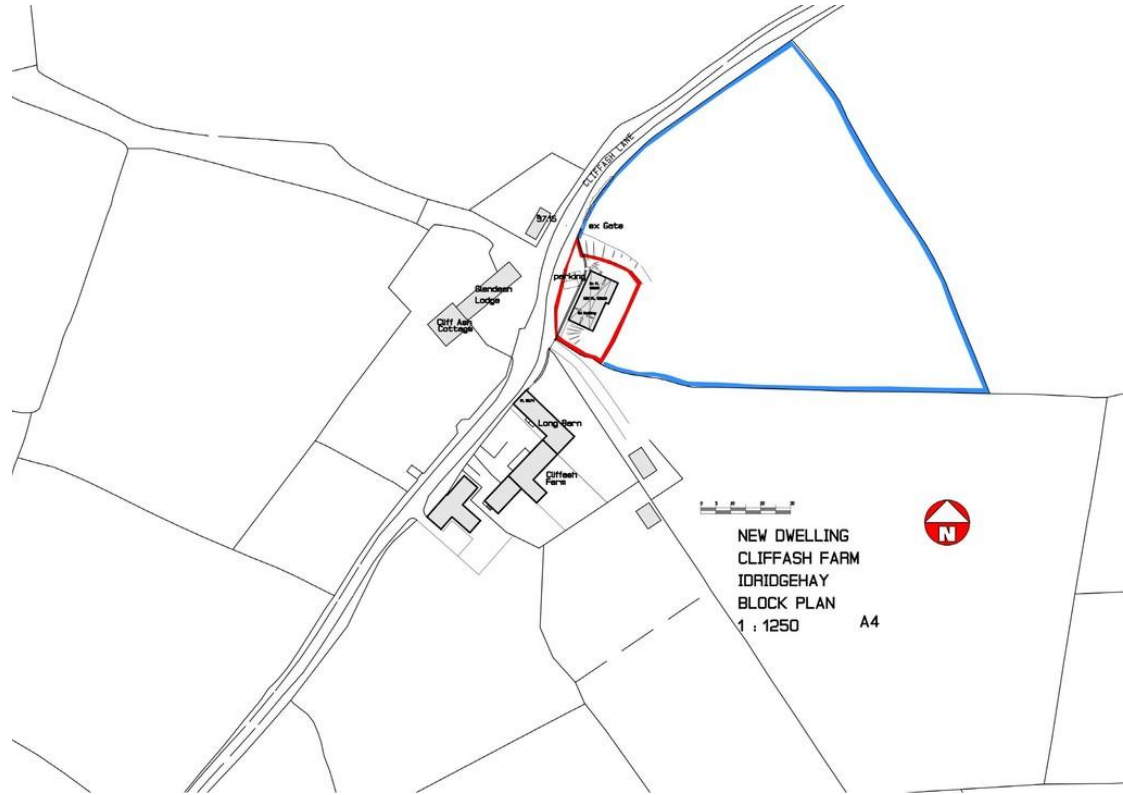 CLIFFASH LANE
STAG
ex Gate
parking
Glendean
Lodge
Cliff Ash
Cottage
Long Barn
Cliffash
Farm
N
NEW DWELLING
CLIFFASH FARM
IDRIDGEHAY
BLOCK PLAN
1 : 1250 A4